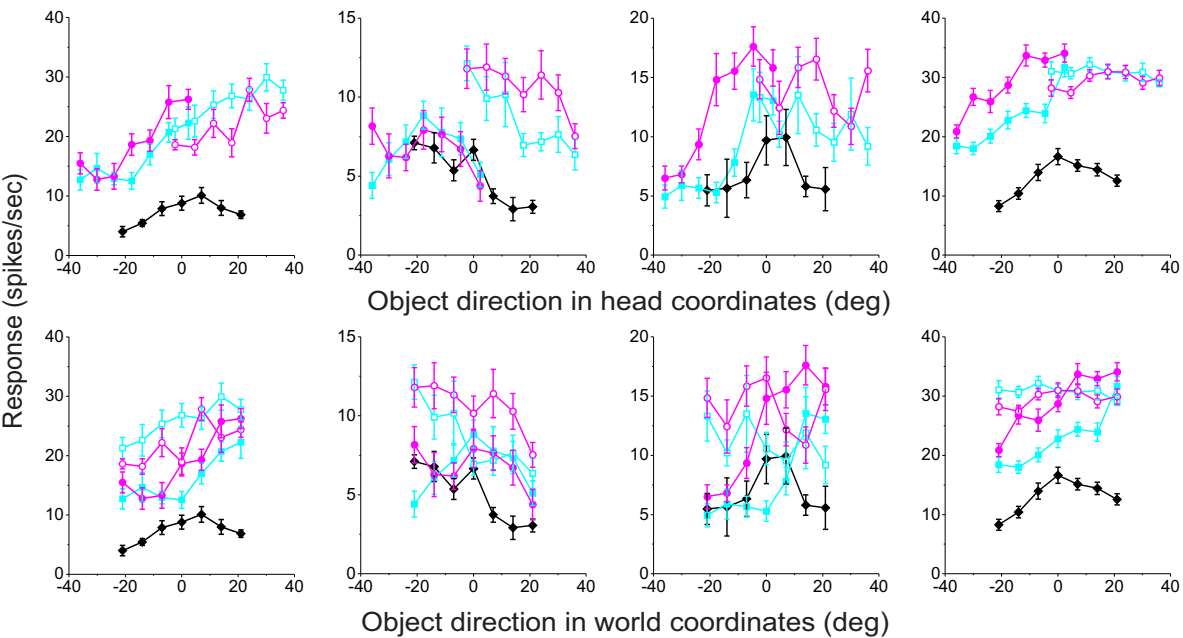 Response (spikes/sec)
40 15 20 40
30 10 15 30
20 10 20
10 5 5 10
0 0 0 0
-40 -20 0 20 40 -40 -20 0 20 40 -40 -20 0 20 40 -40 -20 0 20 40
Object direction in head coordinates (deg)
40 15 20 40
30 10 15 30
20 10 20
10 5 5 10
0 0 0 0
-40 -20 0 20 40 -40 -20 0 20 40 -40 -20 0 20 40 -40 -20 0 20 40
Object direction in world coordinates (deg)